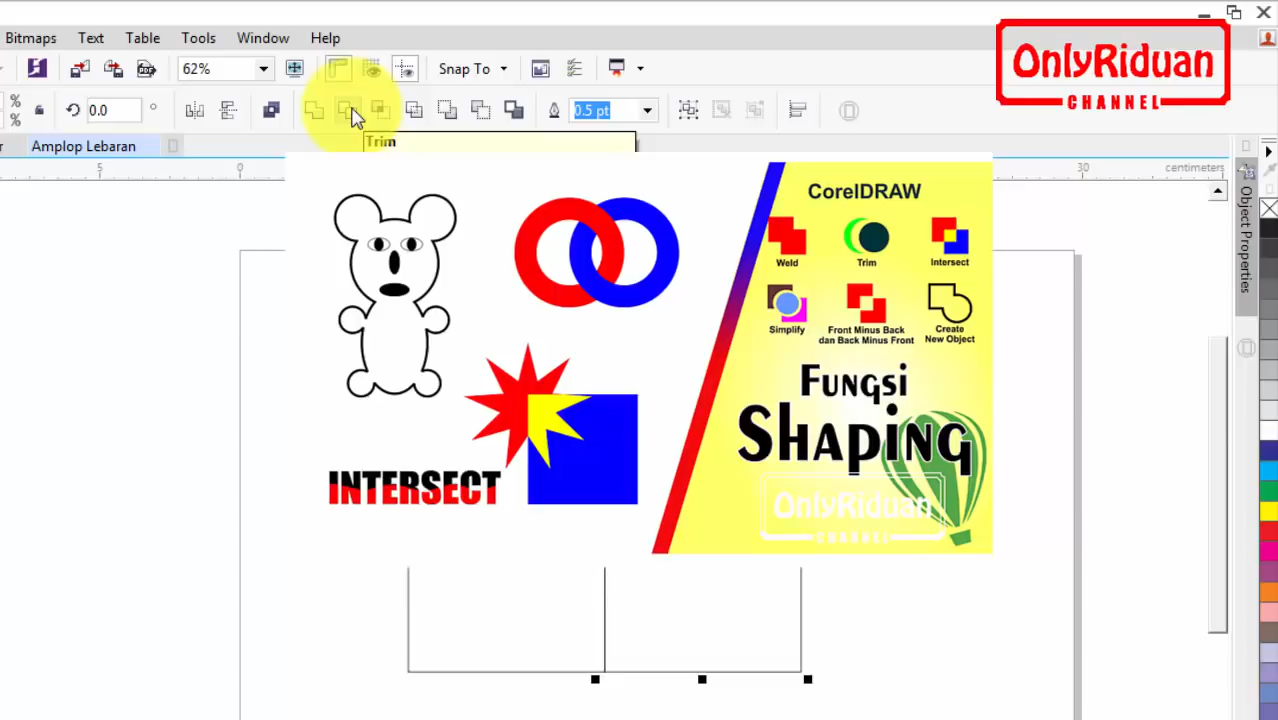 Bitmaps Text Table Tools Window Help
OnlyRiduan
CHANNEL
62%
Snap To
%
%
0.0 °
0.5 pt
Amplop Lebaran
Trim
5 0 30 centimeters
Object Properties
CorelDRAW
Weld Trim Intersect
Simplify
Front Minus Back
dan Back Minus Front
Create
New Object
Fungsi
Shaping
INTERSECT
OnlyRiduan
CHANNEL